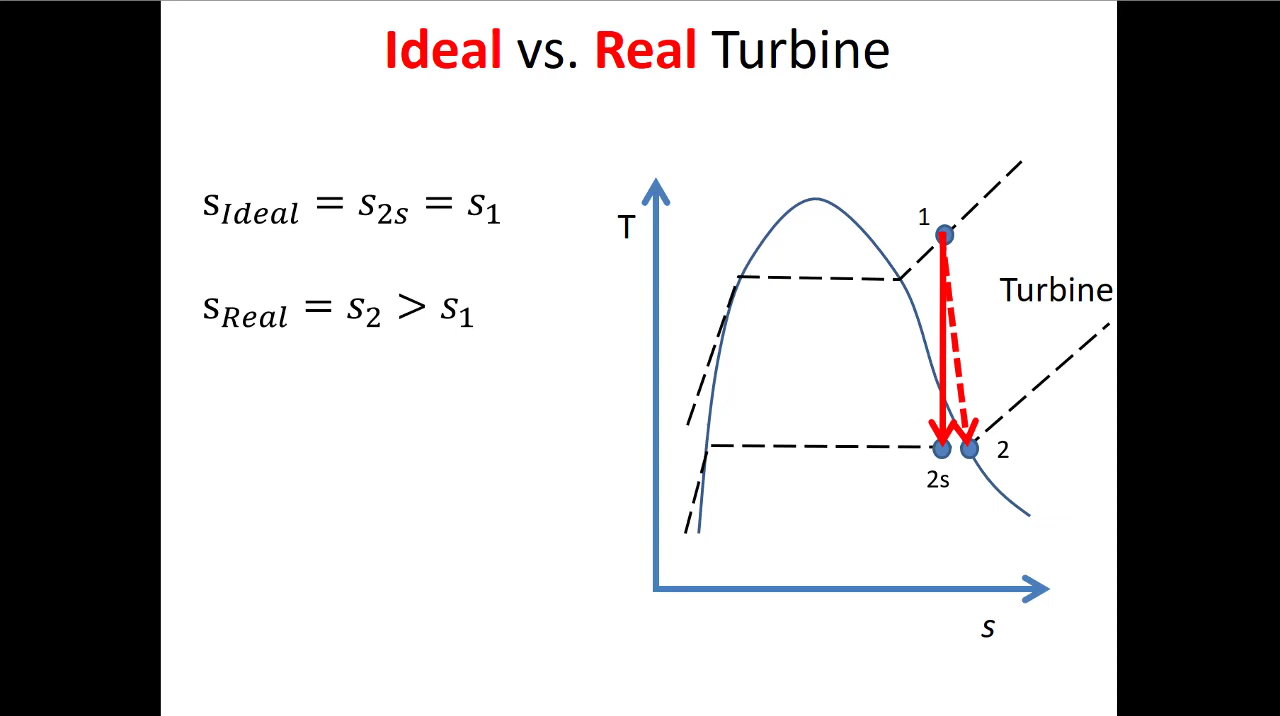 Ideal vs. Real Turbine
s_Ideal = s_2s = s_1
s_Real = s_2 > s_1
T
1
Turbine
2
2s
s